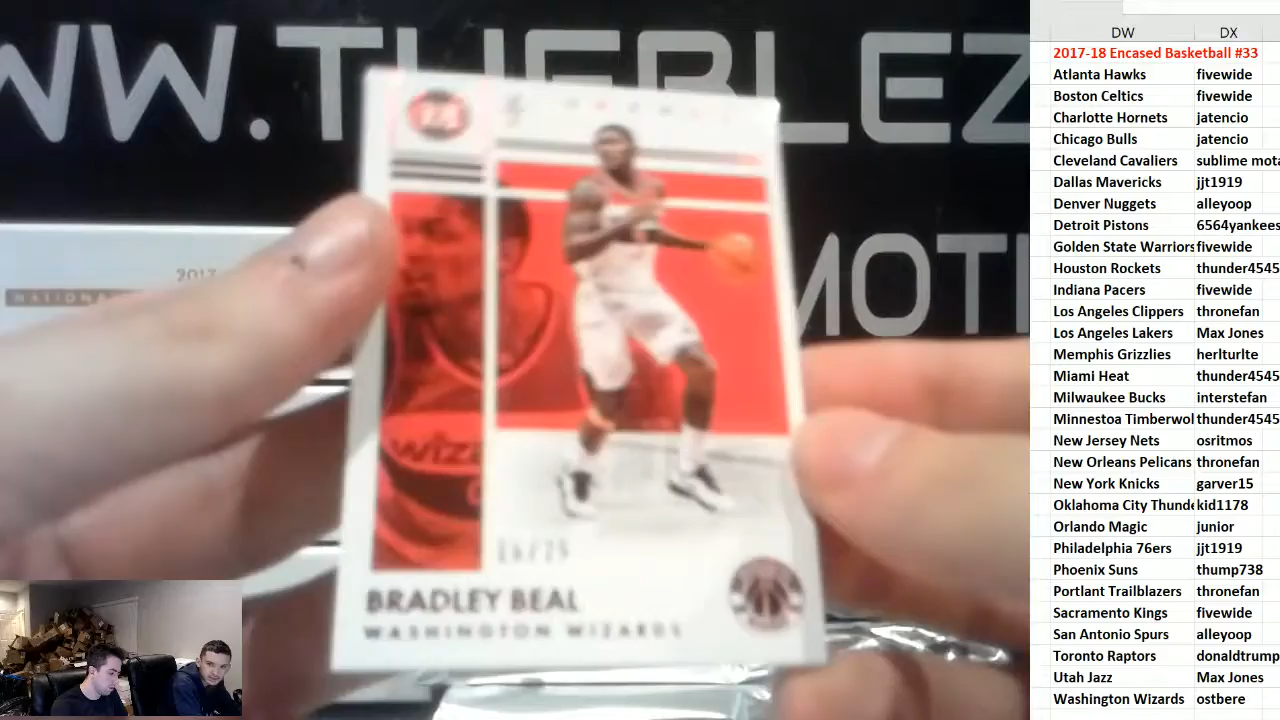 WW.THEBLEZ
MOTI
2017
NATIONA
WIZ
BRADLEY BEAL
WASHINGTON WIZARDS
DW DX
2017-18 Encased Basketball #33
Atlanta Hawks fivewide
Boston Celtics fivewide
Charlotte Hornets jatencio
Chicago Bulls jatencio
Cleveland Cavaliers sublime mota
Dallas Mavericks jjt1919
Denver Nuggets alleyoop
Detroit Pistons 6564yankees
Golden State Warriors fivewide
Houston Rockets thunder4545
Indiana Pacers fivewide
Los Angeles Clippers thronefan
Los Angeles Lakers Max Jones
Memphis Grizzlies herlturlte
Miami Heat thunder4545
Milwaukee Bucks interstefan
Minnestoa Timberwol thunder4545
New Jersey Nets osritmos
New Orleans Pelicans thronefan
New York Knicks garver15
Oklahoma City Thunde kid1178
Orlando Magic junior
Philadelphia 76ers jjt1919
Phoenix Suns thump738
Portlant Trailblazers thronefan
Sacramento Kings fivewide
San Antonio Spurs alleyoop
Toronto Raptors donaldtrump
Utah Jazz Max Jones
Washington Wizards ostbere